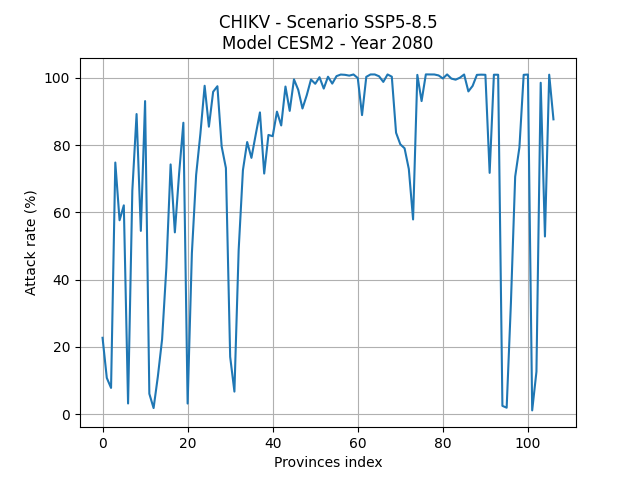 CHIKV - Scenario SSP5-8.5
Model CESM2 - Year 2080
100
80
60
40
20
0
Attack rate (%)
0 20 40 60 80 100
Provinces index